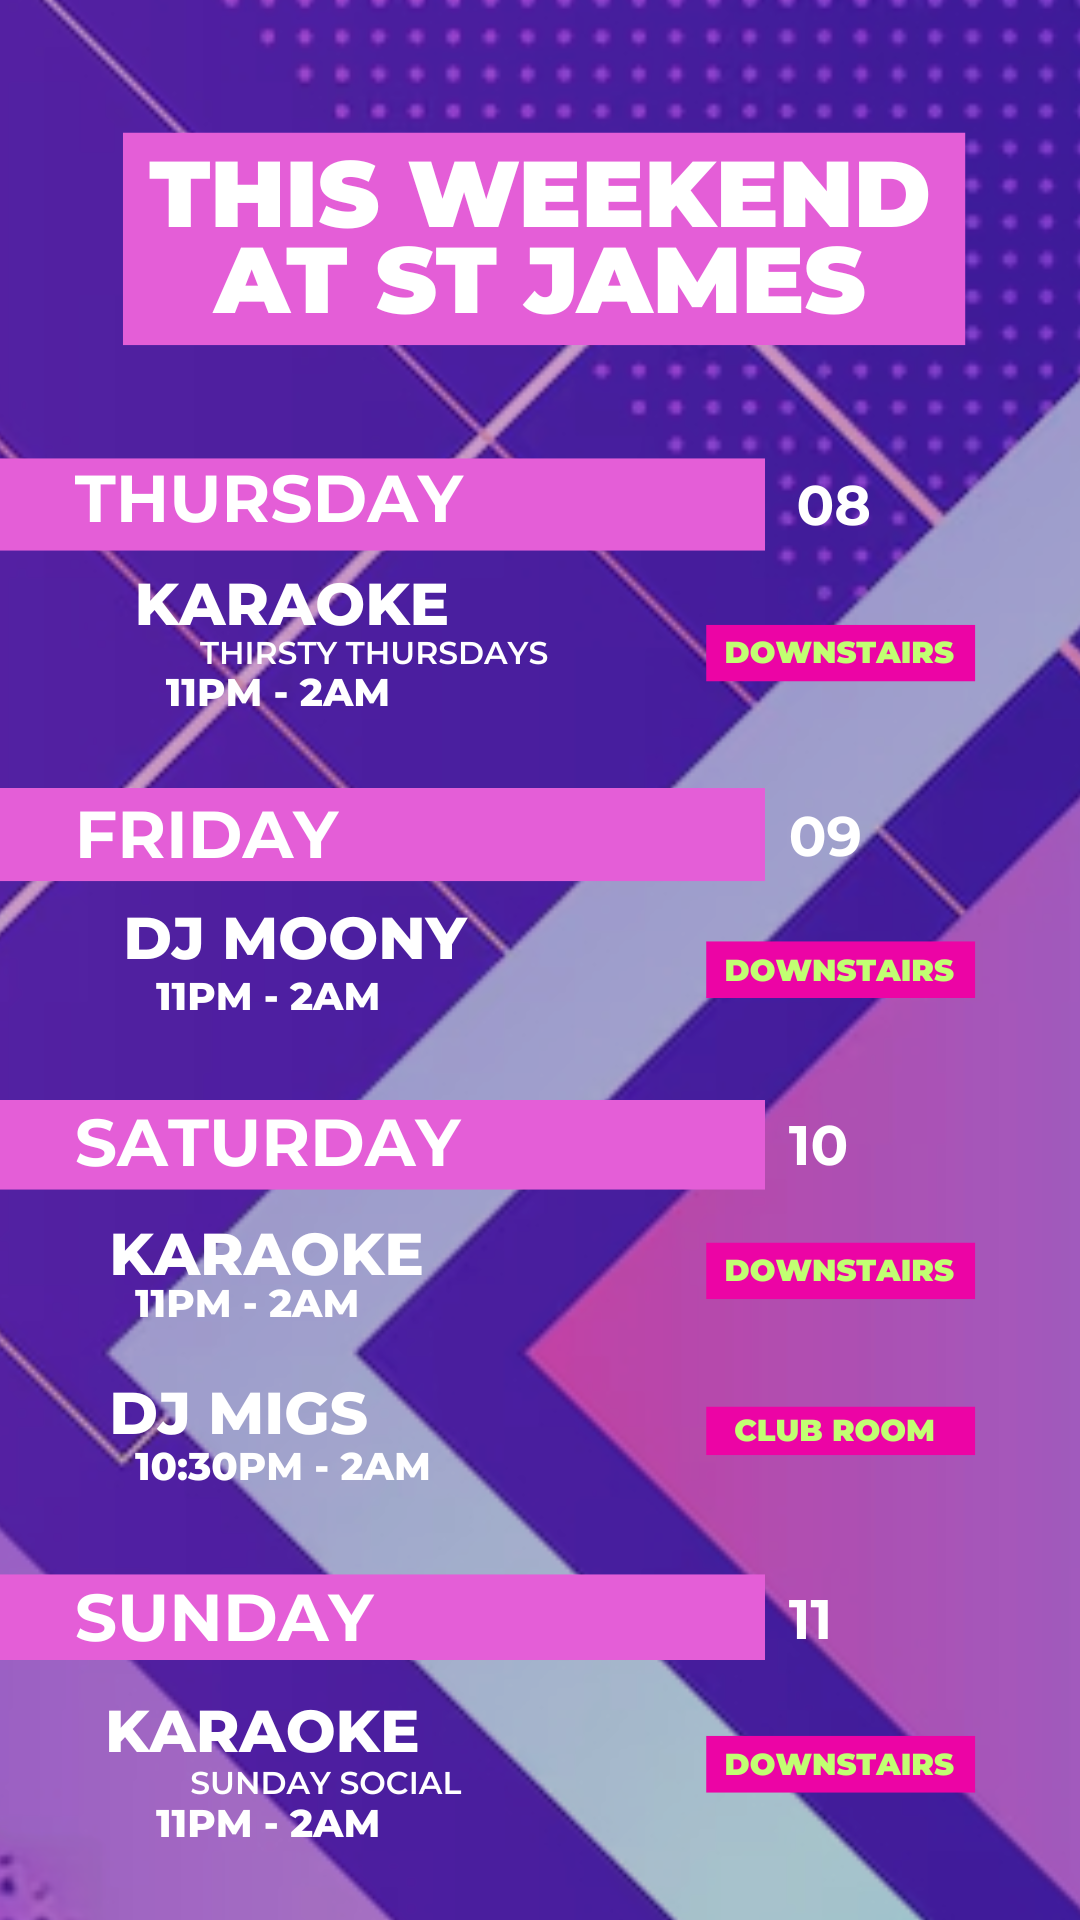 THIS WEEKEND
AT ST JAMES
THURSDAY 08
KARAOKE
THIRSTY THURSDAYS
DOWNSTAIRS
11PM - 2AM
FRIDAY 09
DJ MOONY
DOWNSTAIRS
11PM - 2AM
SATURDAY 10
KARAOKE
DOWNSTAIRS
11PM - 2AM
DJ MIGS
CLUB ROOM
10:30PM - 2AM
SUNDAY 11
KARAOKE
DOWNSTAIRS
SUNDAY SOCIAL
11PM - 2AM